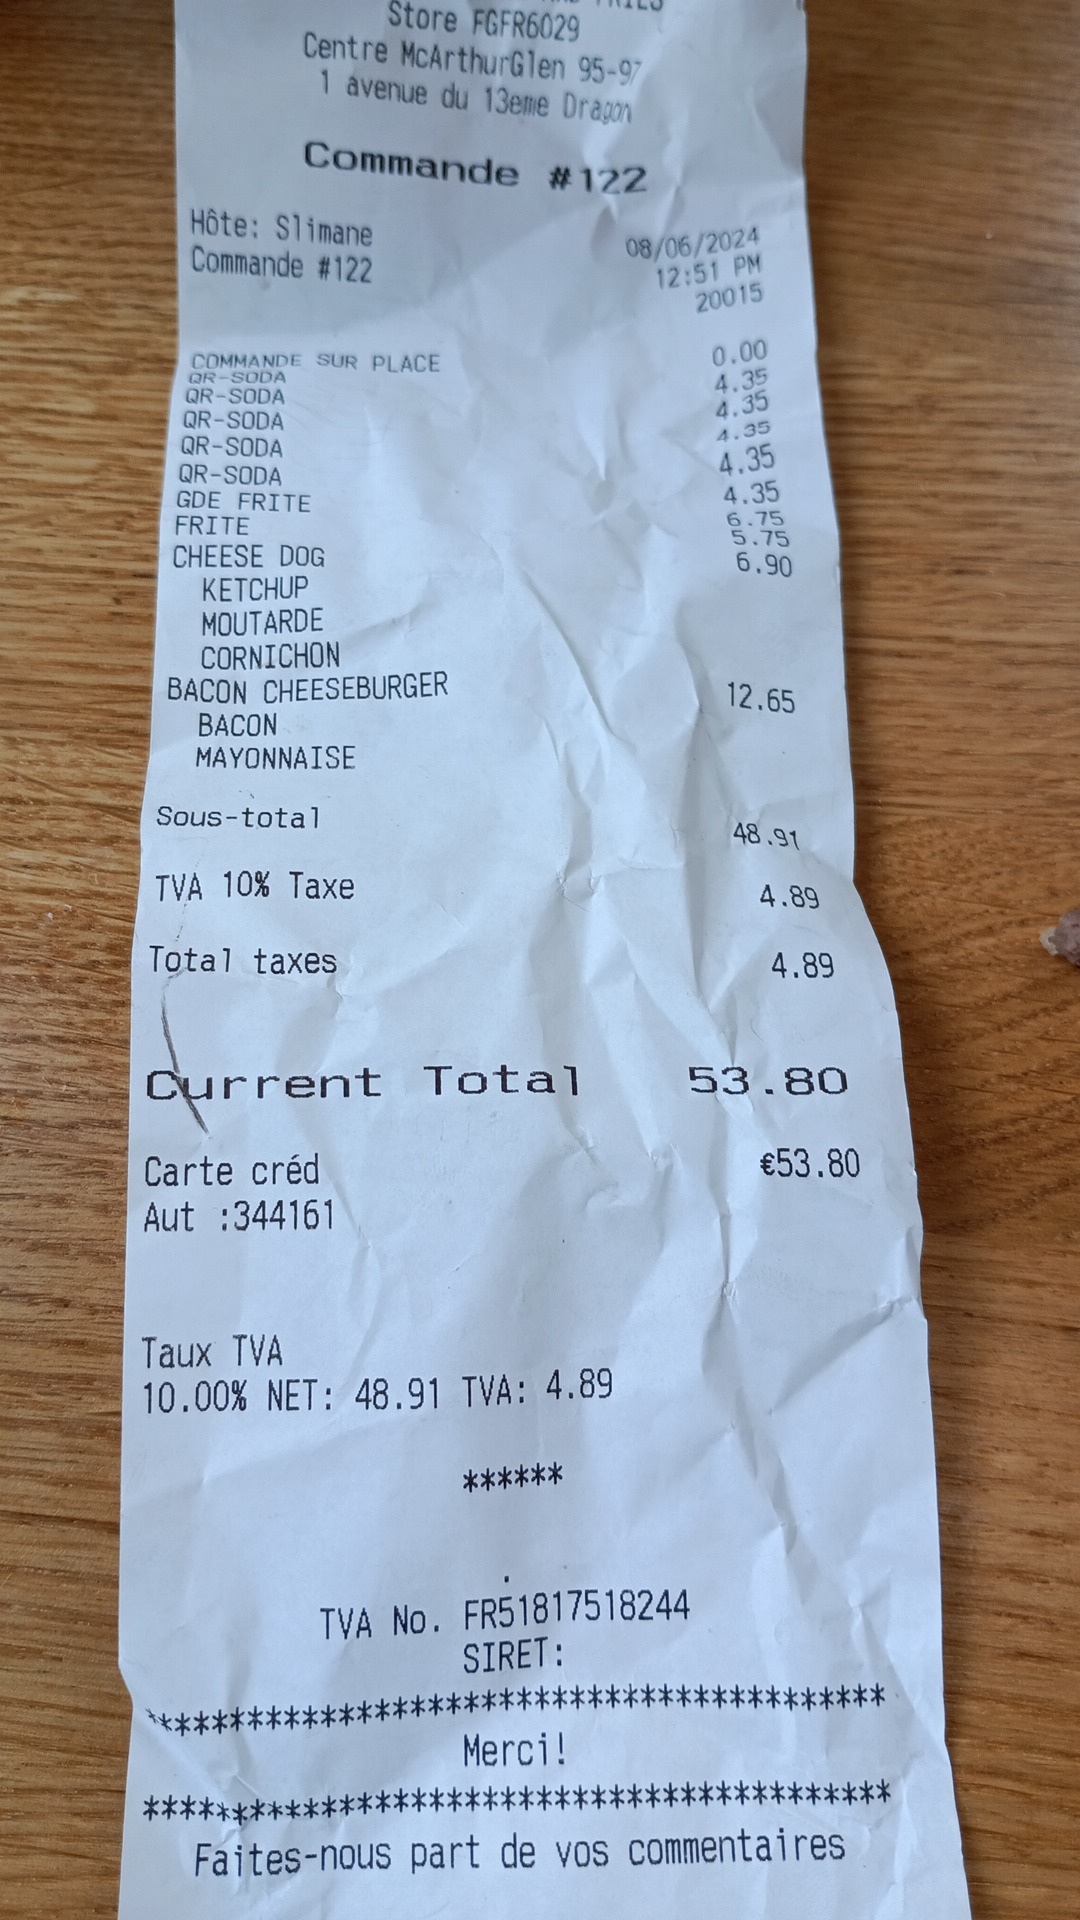 Store FGFR6029
Centre McArthurGlen 95-97
1 avenue du 13eme Dragon
Commande #122
Hôte: Slimane 08/06/2024
Commande #122 12:51 PM
20015
COMMANDE SUR PLACE 0.00
QR-SODA 4.35
QR-SODA 4.35
QR-SODA 4.35
QR-SODA 4.35
QR-SODA 4.35
GDE FRITE 6.75
FRITE 5.75
CHEESE DOG 6.90
KETCHUP
MOUTARDE
CORNICHON
BACON CHEESEBURGER 12.65
BACON
MAYONNAISE
Sous-total 48.91
TVA 10% Taxe 4.89
Total taxes 4.89
Current Total 53.80
Carte créd €53.80
Aut :344161
Taux TVA
10.00% NET: 48.91 TVA: 4.89
******
.
TVA No. FR51817518244
SIRET:
****************************************
Merci!
****************************************
Faites-nous part de vos commentaires